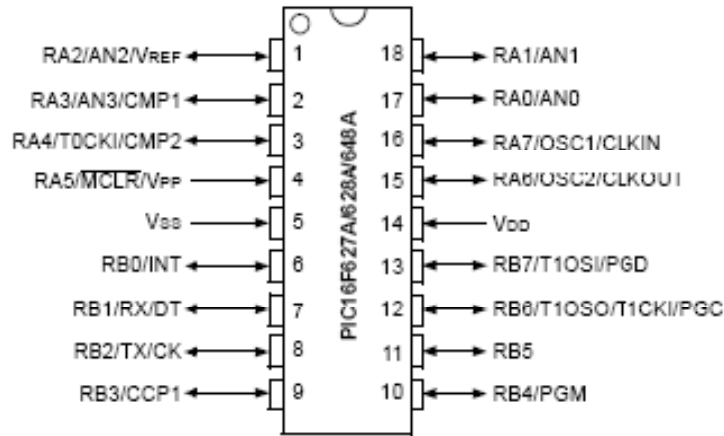 RA2/AN2/VREF 1 18 RA1/AN1
RA3/AN3/CMP1 2 17 RA0/AN0
RA4/T0CKI/CMP2 3 16 RA7/OSC1/CLKIN
RA5/MCLR/VPP 4 15 RA6/OSC2/CLKOUT
VSS 5 14 VDD
RB0/INT 6 13 RB7/T1OSI/PGD
RB1/RX/DT 7 12 RB6/T1OSO/T1CKI/PGC
RB2/TX/CK 8 11 RB5
RB3/CCP1 9 10 RB4/PGM
PIC16F627A/628A/648A